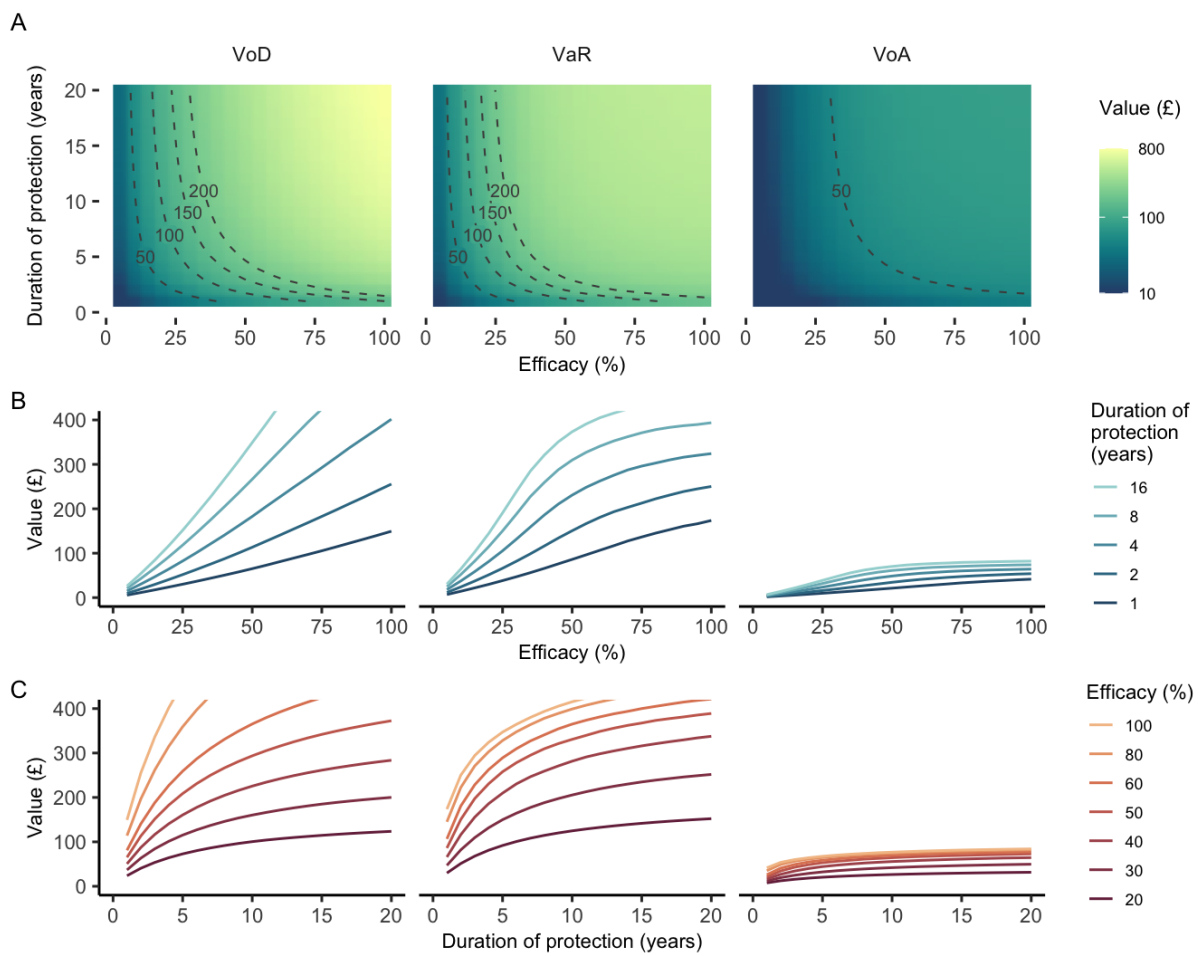 A
VoD VaR VoA
Duration of protection (years)
20
15
10
5
0
200
150
100
50
200
150
100
50
50
0 25 50 75 100 0 25 50 75 100 0 25 50 75 100
Efficacy (%)
Value (£)
800
100
10
B
Value (£)
400
300
200
100
0
0 25 50 75 100 0 25 50 75 100 0 25 50 75 100
Efficacy (%)
Duration of
protection
(years)
16
8
4
2
1
C
Value (£)
400
300
200
100
0
0 5 10 15 20 0 5 10 15 20 0 5 10 15 20
Duration of protection (years)
Efficacy (%)
100
80
60
50
40
30
20